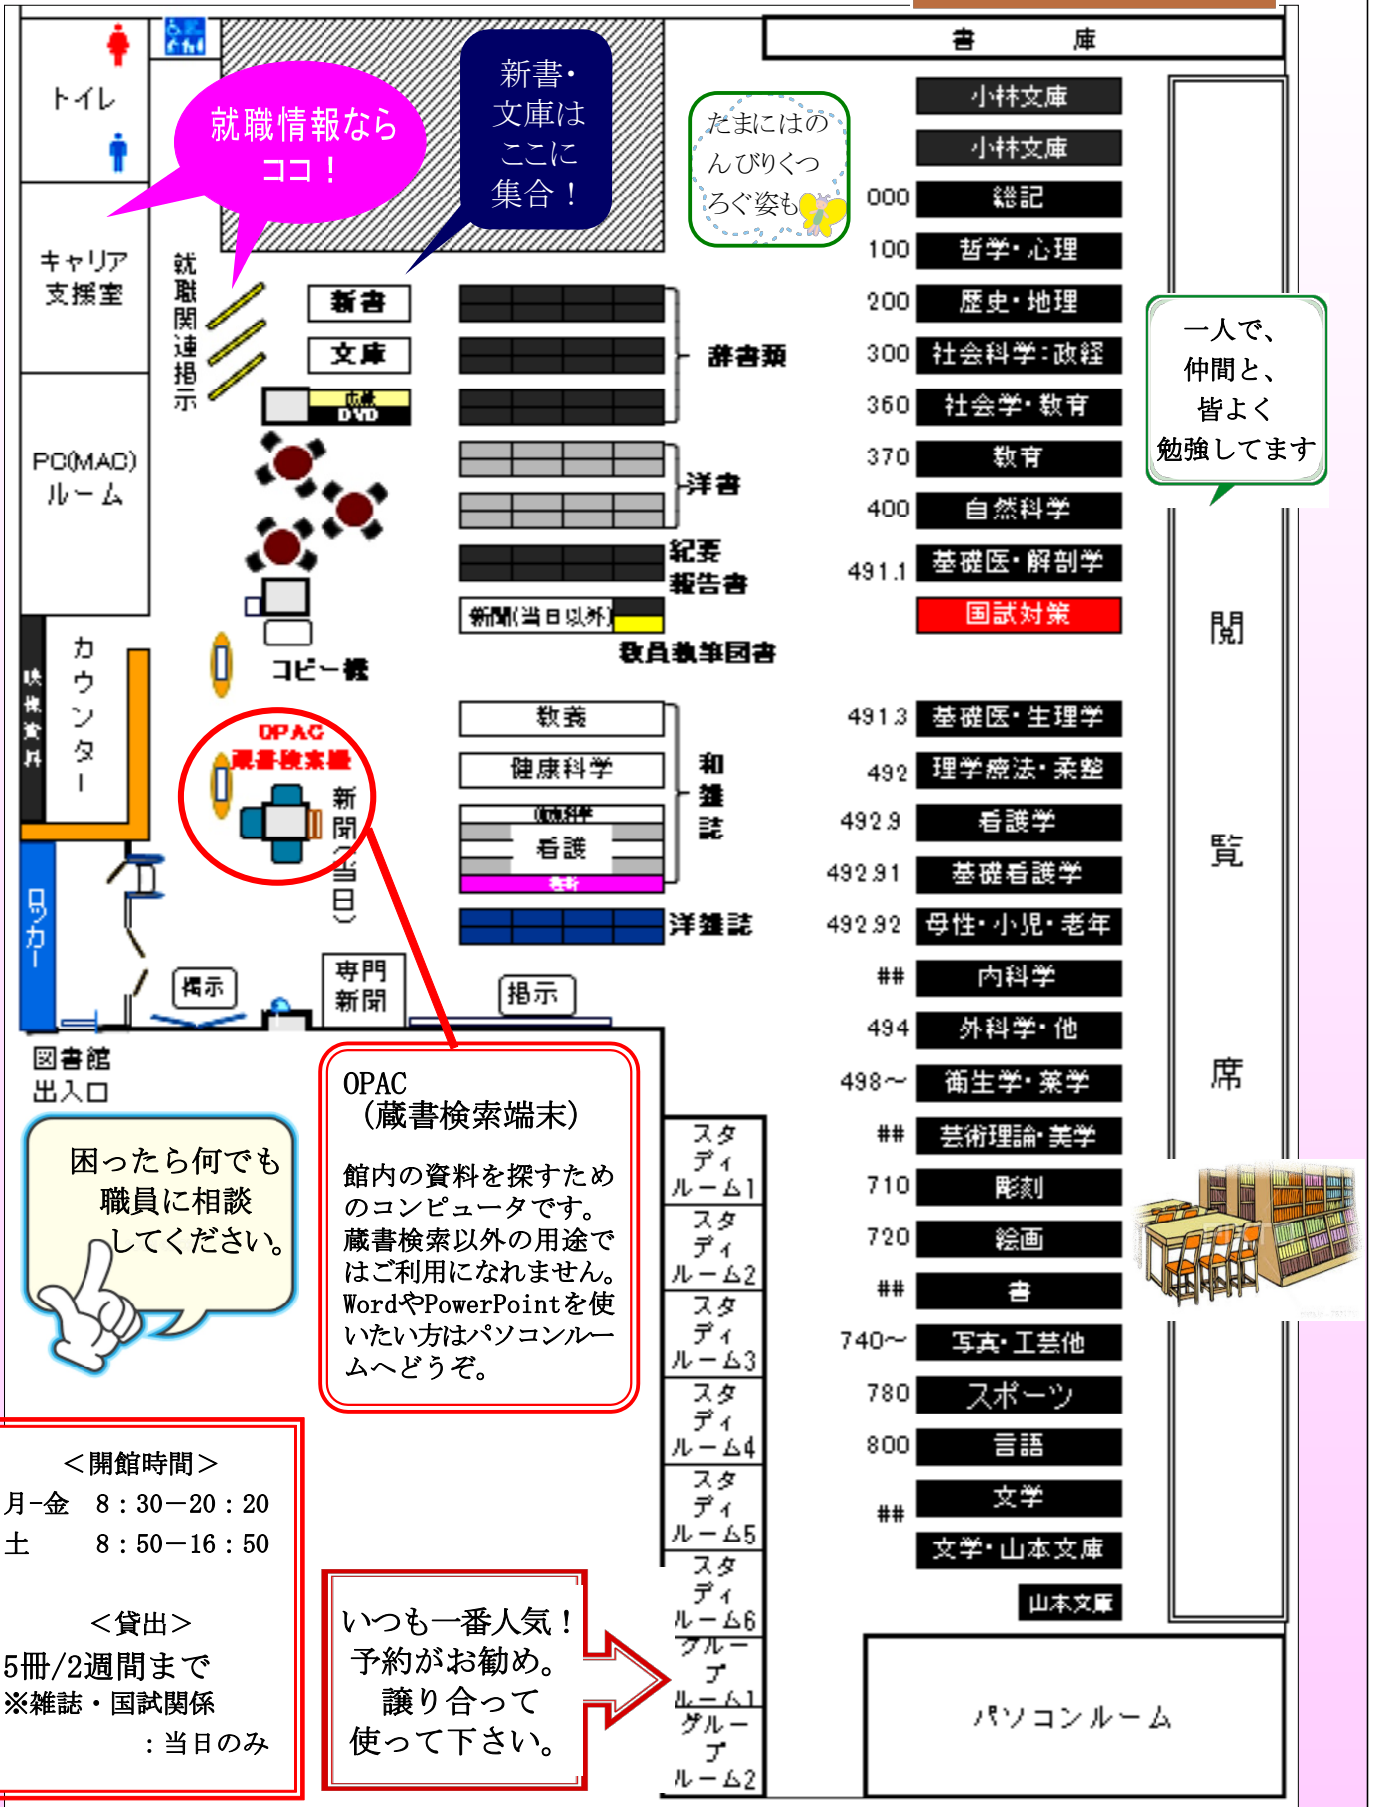 トイレ
就職情報なら
ココ！
新書・
文庫は
ここに
集合！
たまにはの
んびりくつ
ろぐ姿も
書 庫
小林文庫
小林文庫
000 総記
100 哲学・心理
200 歴史・地理
300 社会科学：政経
360 社会学・教育
370 教育
400 自然科学
491.1 基礎医・解剖学
国試対策
491.3 基礎医・生理学
492 理学療法・柔整
492.9 看護学
492.91 基礎看護学
492.92 母性・小児・老年
## 内科学
494 外科学・他
498～ 衛生学・薬学
## 芸術理論・美学
710 彫刻
720 絵画
## 書
740～ 写真・工芸他
780 スポーツ
800 言語
## 文学
文学・山本文庫
山本文庫
一人で、
仲間と、
皆よく
勉強してます
閲
覧
席
キャリア
支援室
就職関連掲示
新書
文庫
DVD
辞書類
洋書
紀要
報告書
新聞(当日以外)
教員執筆図書
PC(MAC)
ルーム
コピー機
カウンター
映像資料
OPAC
蔵書検索機
新聞（当日）
教養
健康科学
看護
和雑誌
洋雑誌
ロッカー
掲示
専門
新聞
掲示
図書館
出入口
困ったら何でも
職員に相談
してください。
OPAC
（蔵書検索端末）
館内の資料を探すため
のコンピュータです。
蔵書検索以外の用途で
はご利用になれません。
WordやPowerPointを使
いたい方はパソコンルー
ムへどうぞ。
スタ
ディ
ルーム1
スタ
ディ
ルーム2
スタ
ディ
ルーム3
スタ
ディ
ルーム4
スタ
ディ
ルーム5
スタ
ディ
ルーム6
グルー
プ
ルーム1
グルー
プ
ルーム2
＜開館時間＞
月-金 8：30－20：20
土 8：50－16：50
＜貸出＞
5冊/2週間まで
※雑誌・国試関係
：当日のみ
いつも一番人気！
予約がお勧め。
譲り合って
使って下さい。
パソコンルーム